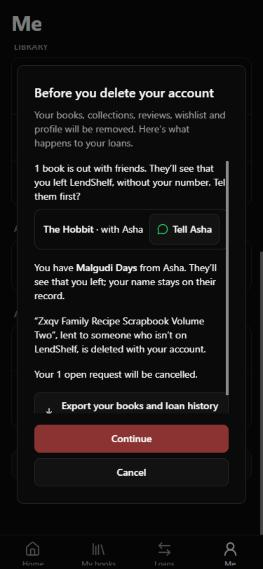 Me
LIBRARY
Before you delete your account
Your books, collections, reviews, wishlist and
profile will be removed. Here's what
happens to your loans.
1 book is out with friends. They'll see that
you left LendShelf, without your number. Tell
them first?
The Hobbit · with Asha
Tell Asha
You have Malgudi Days from Asha. They'll
see that you left; your name stays on their
record.
“Zxqv Family Recipe Scrapbook Volume
Two”, lent to someone who isn't on
LendShelf, is deleted with your account.
Your 1 open request will be cancelled.
Export your books and loan history
Continue
Cancel
Home
My books
Loans
Me